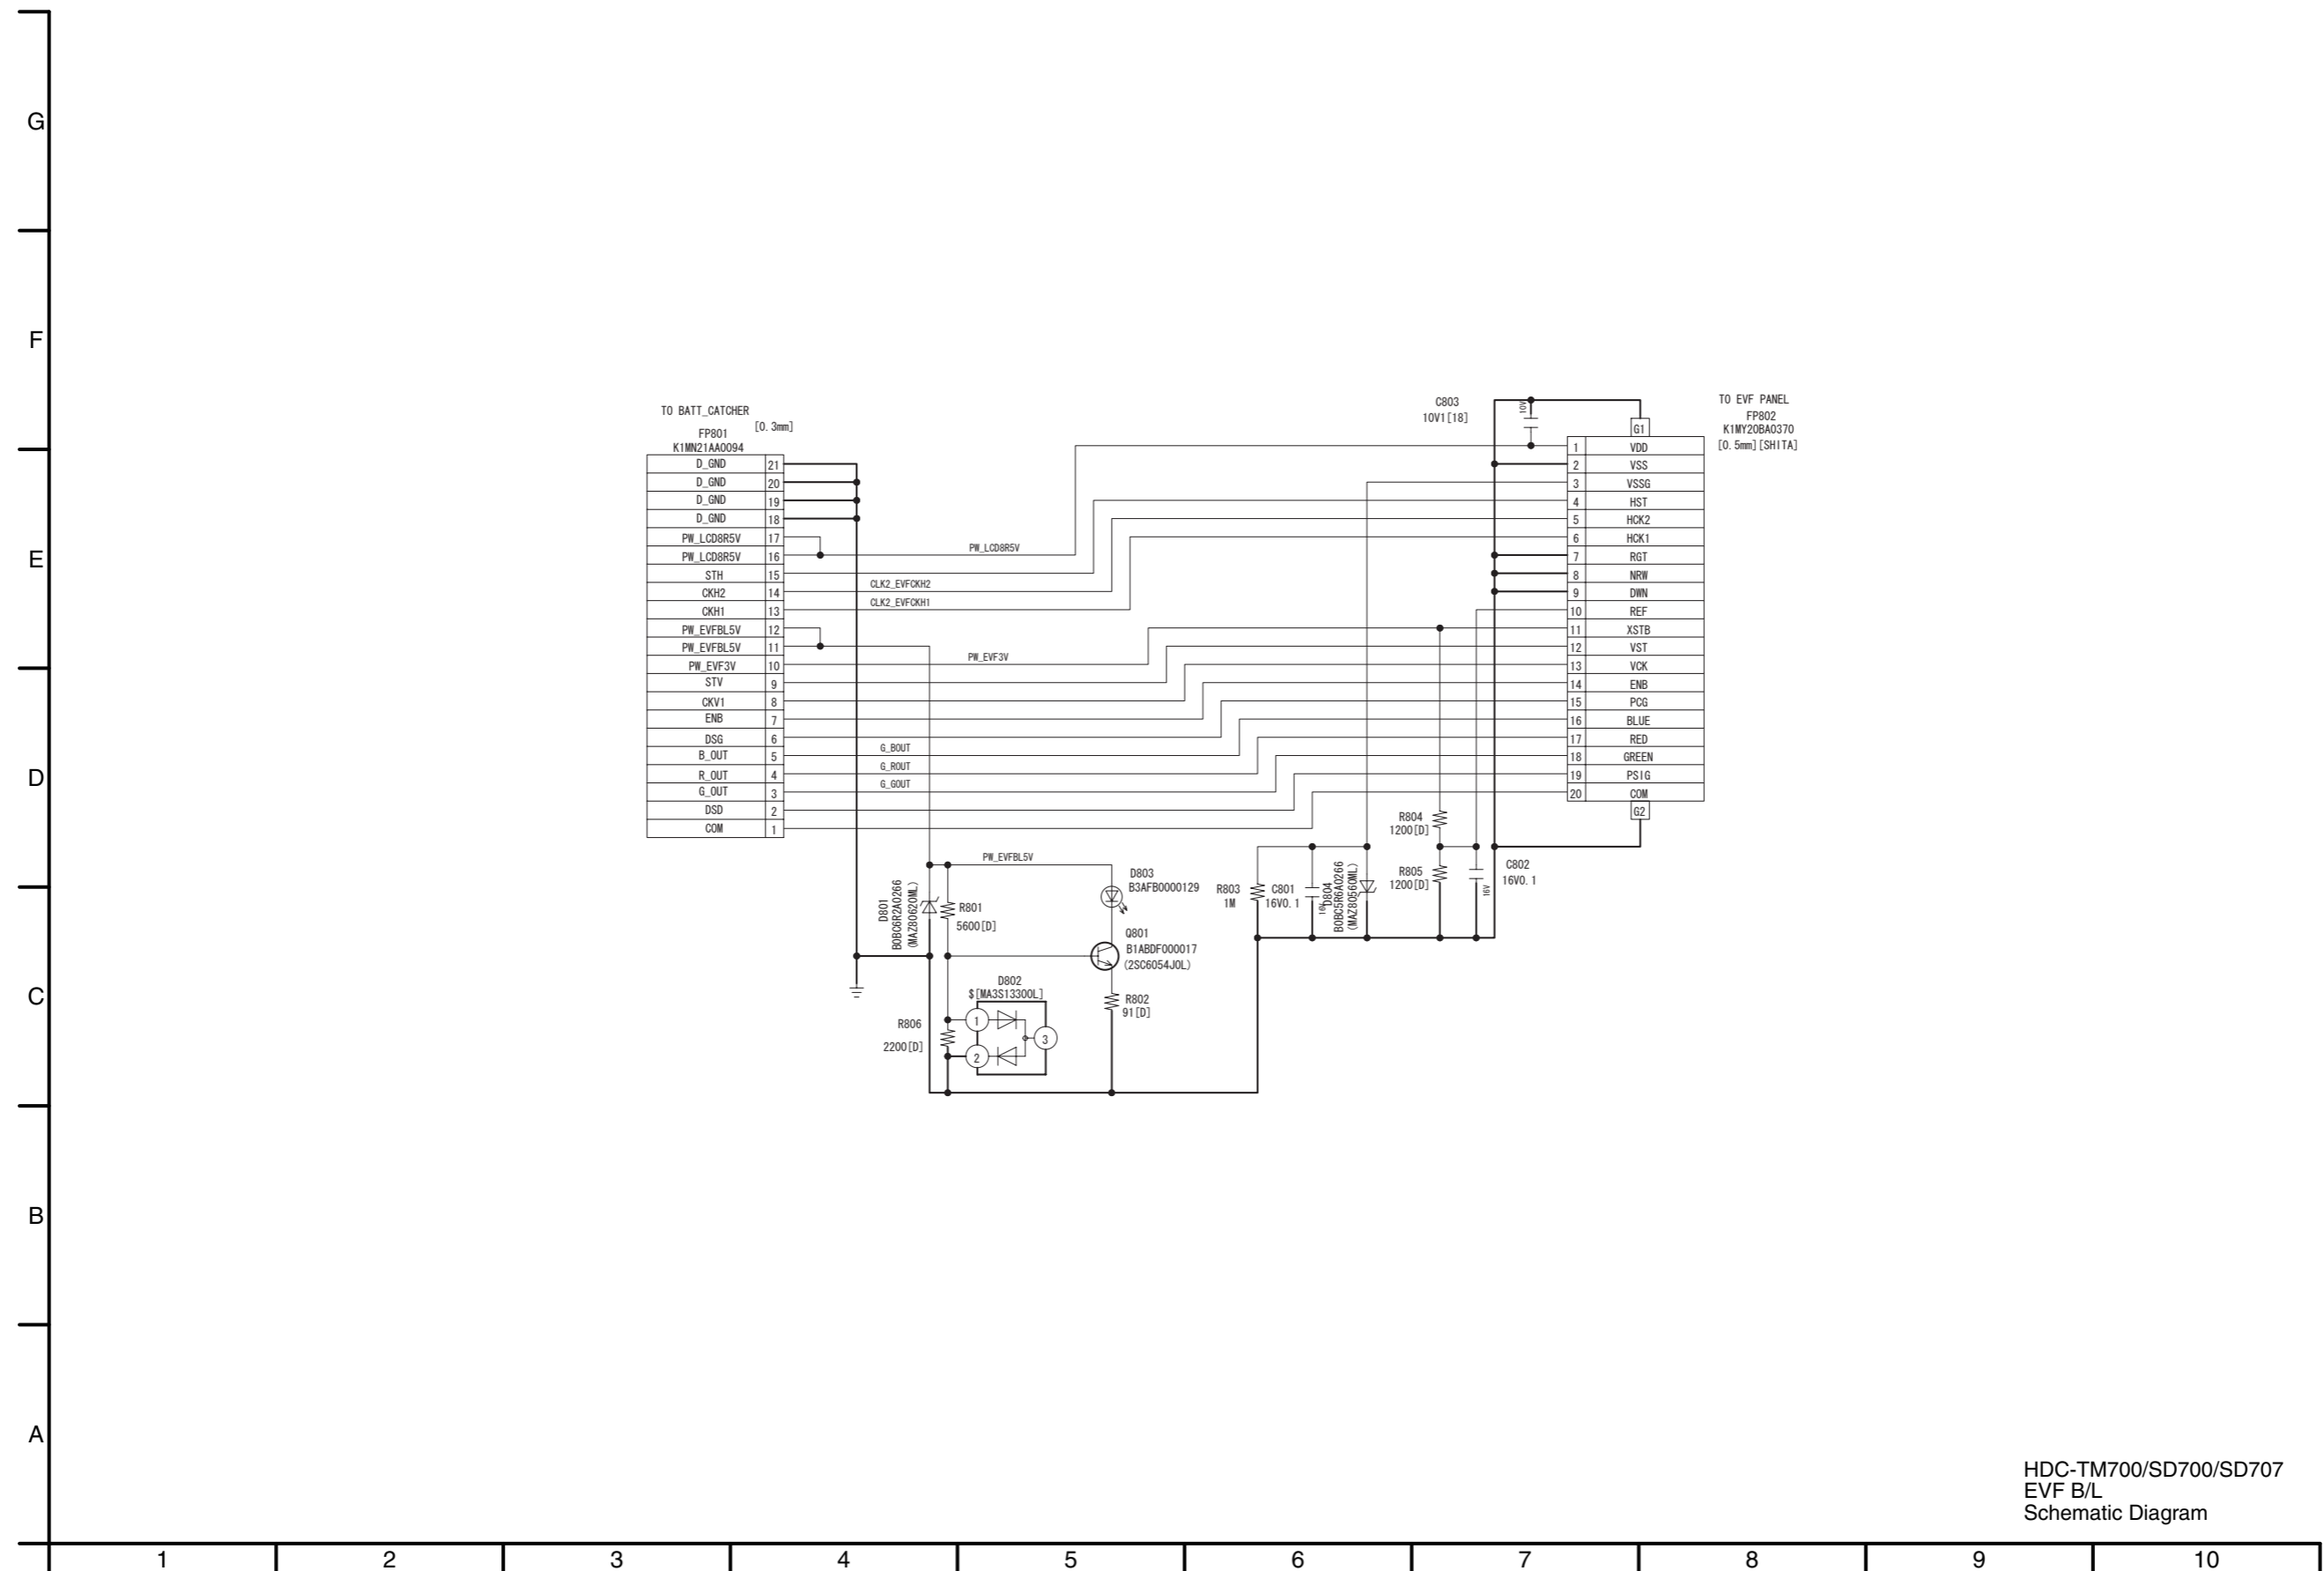 G
F
E
D
C
B
A
TO BATT_CATCHER
[0.3mm]
FP801
K1MN21AA0094
D_GND 21
D_GND 20
D_GND 19
D_GND 18
PW_LCD8R5V 17
PW_LCD8R5V 16
STH 15
CKH2 14
CKH1 13
PW_EVFBL5V 12
PW_EVFBL5V 11
PW_EVF3V 10
STV 9
CKV1 8
ENB 7
DSG 6
B_OUT 5
R_OUT 4
G_OUT 3
DSD 2
COM 1
PW_LCD8R5V
CLK2_EVFCKH2
CLK2_EVFCKH1
PW_EVF3V
G_BOUT
G_ROUT
G_GOUT
PW_EVFBL5V
C803
10V1[18]
10V
TO EVF PANEL
FP802
K1MY20BA0370
[0.5mm][SHITA]
G1
1 VDD
2 VSS
3 VSSG
4 HST
5 HCK2
6 HCK1
7 RGT
8 NRW
9 DWN
10 REF
11 XSTB
12 VST
13 VCK
14 ENB
15 PCG
16 BLUE
17 RED
18 GREEN
19 PSIG
20 COM
G2
D801
B0BC6R2A0266
(MAZ80620ML)
R801
5600[D]
D803
B3AFB0000129
Q801
B1ABDF000017
(2SC6054J0L)
D802
$[MA3S13300L]
1
2
3
R806
2200[D]
R802
91[D]
R803
1M
C801
16V0.1
16V
D804
B0BC5R6A0266
(MAZ80560ML)
R804
1200[D]
R805
1200[D]
C802
16V0.1
16V
HDC-TM700/SD700/SD707
EVF B/L
Schematic Diagram
1 2 3 4 5 6 7 8 9 10